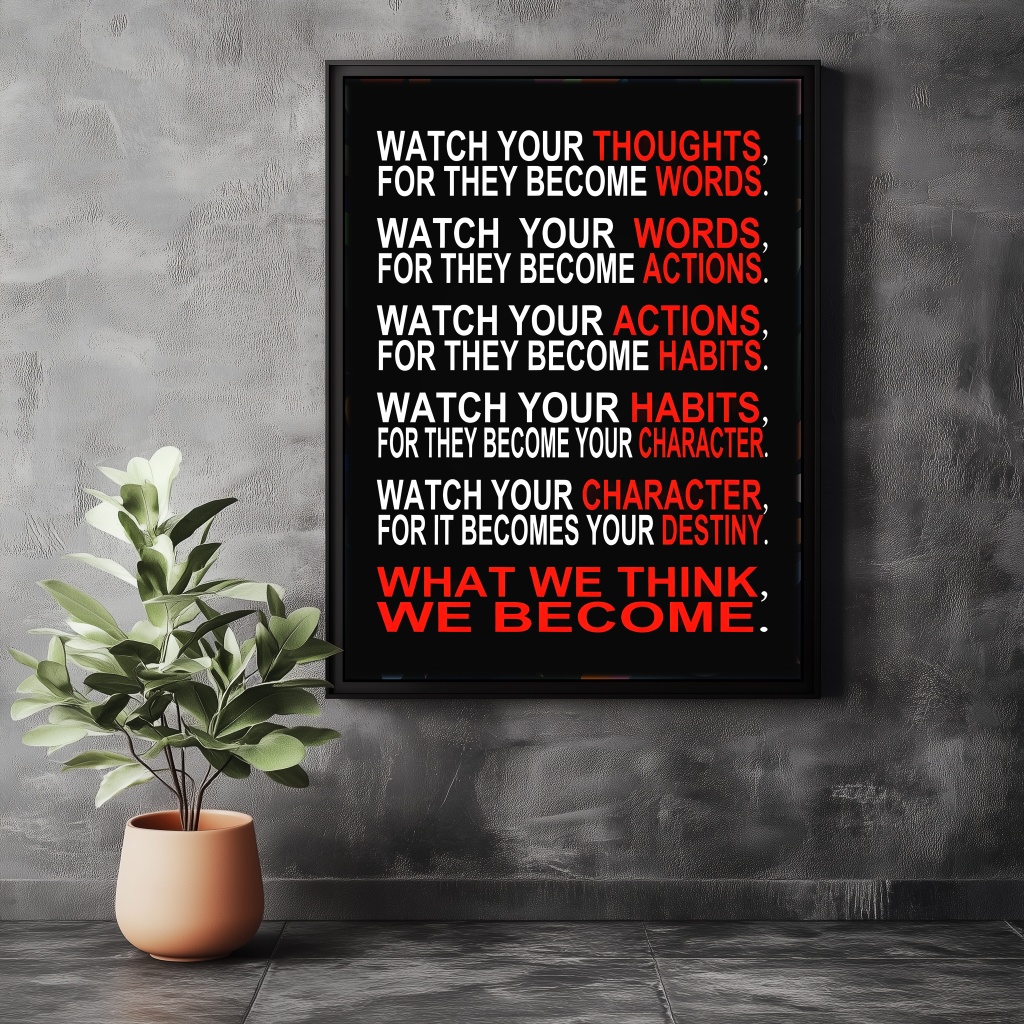 WATCH YOUR THOUGHTS,
FOR THEY BECOME WORDS.
WATCH YOUR WORDS,
FOR THEY BECOME ACTIONS.
WATCH YOUR ACTIONS,
FOR THEY BECOME HABITS.
WATCH YOUR HABITS,
FOR THEY BECOME YOUR CHARACTER.
WATCH YOUR CHARACTER,
FOR IT BECOMES YOUR DESTINY.
WHAT WE THINK,
WE BECOME.